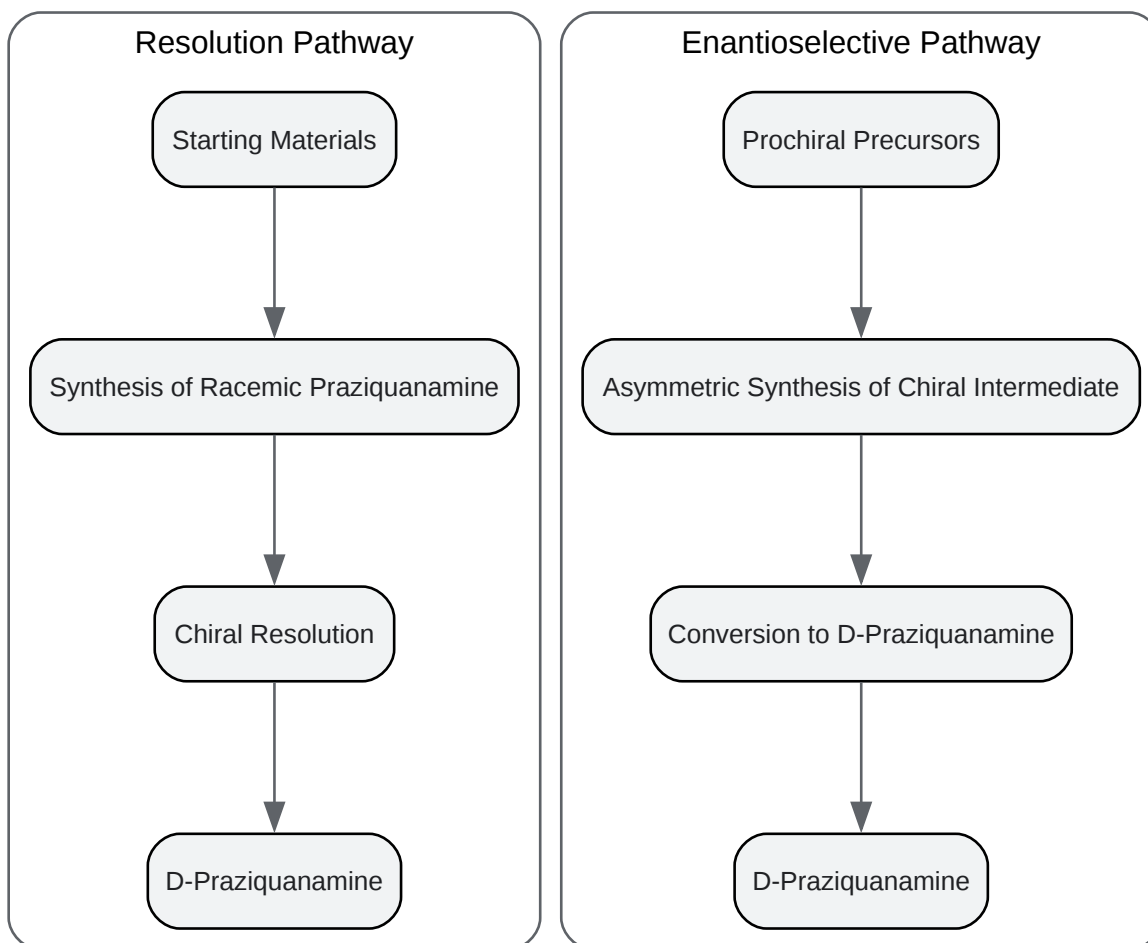 Resolution Pathway
Starting Materials
Synthesis of Racemic Praziquanamine
Chiral Resolution
D-Praziquanamine
Enantioselective Pathway
Prochiral Precursors
Asymmetric Synthesis of Chiral Intermediate
Conversion to D-Praziquanamine
D-Praziquanamine